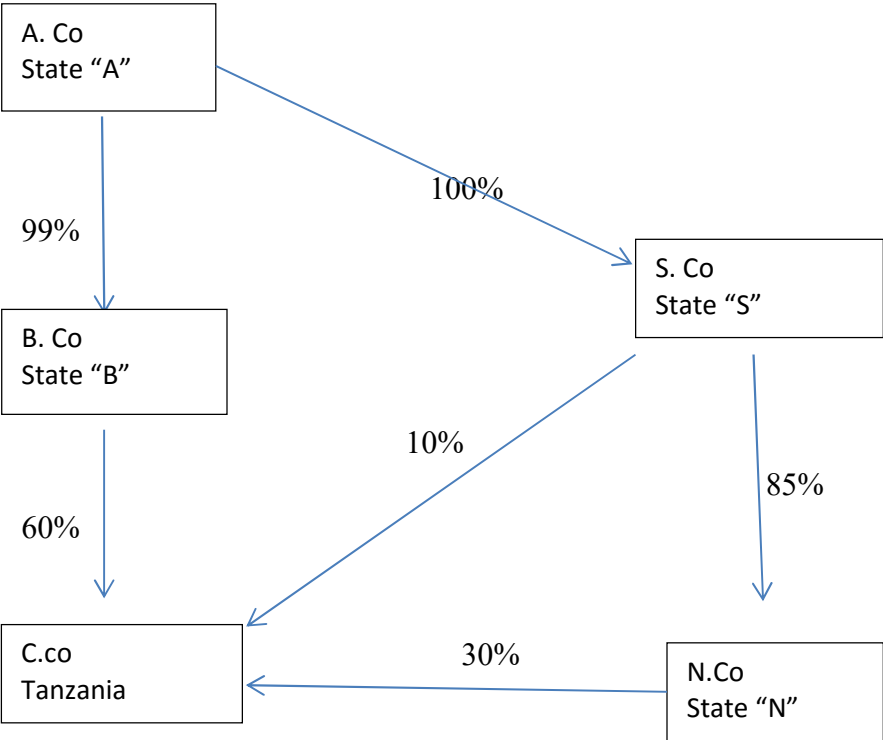 A. Co
State “A”
100%
99%
S. Co
State “S”
B. Co
State “B”
10%
85%
60%
C.co
Tanzania
30%
N.Co
State “N”